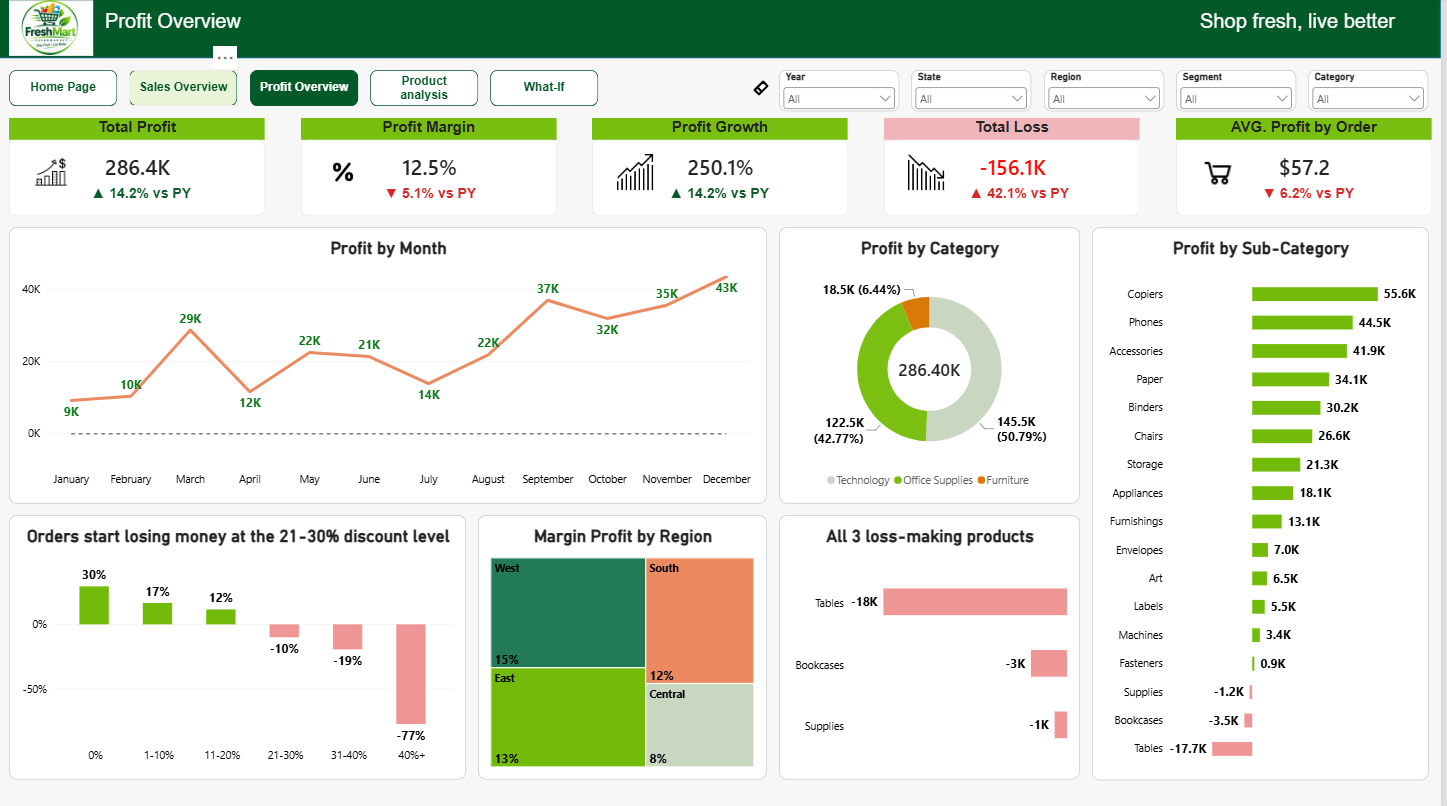 FreshMart
SUPERMARKET
Profit Overview
Shop fresh, live better
...
Home Page
Sales Overview
Profit Overview
Product
analysis
What-If
Year
All
State
All
Region
All
Segment
All
Category
All
Total Profit
$
286.4K
▲ 14.2% vs PY
Profit Margin
%
12.5%
▼ 5.1% vs PY
Profit Growth
250.1%
▲ 14.2% vs PY
Total Loss
-156.1K
▲ 42.1% vs PY
AVG. Profit by Order
$57.2
▼ 6.2% vs PY
Profit by Month
40K
20K
0K
9K
10K
29K
12K
22K
21K
14K
22K
37K
32K
35K
43K
January
February
March
April
May
June
July
August
September
October
November
December
Profit by Category
18.5K (6.44%)
286.40K
122.5K
(42.77%)
145.5K
(50.79%)
Technology
Office Supplies
Furniture
Profit by Sub-Category
Copiers 55.6K
Phones 44.5K
Accessories 41.9K
Paper 34.1K
Binders 30.2K
Chairs 26.6K
Storage 21.3K
Appliances 18.1K
Furnishings 13.1K
Envelopes 7.0K
Art 6.5K
Labels 5.5K
Machines 3.4K
Fasteners 0.9K
Supplies -1.2K
Bookcases -3.5K
Tables -17.7K
Orders start losing money at the 21-30% discount level
0%
-50%
30%
17%
12%
-10%
-19%
-77%
0%
1-10%
11-20%
21-30%
31-40%
40%+
Margin Profit by Region
West
15%
East
13%
South
12%
Central
8%
All 3 loss-making products
Tables -18K
Bookcases -3K
Supplies -1K